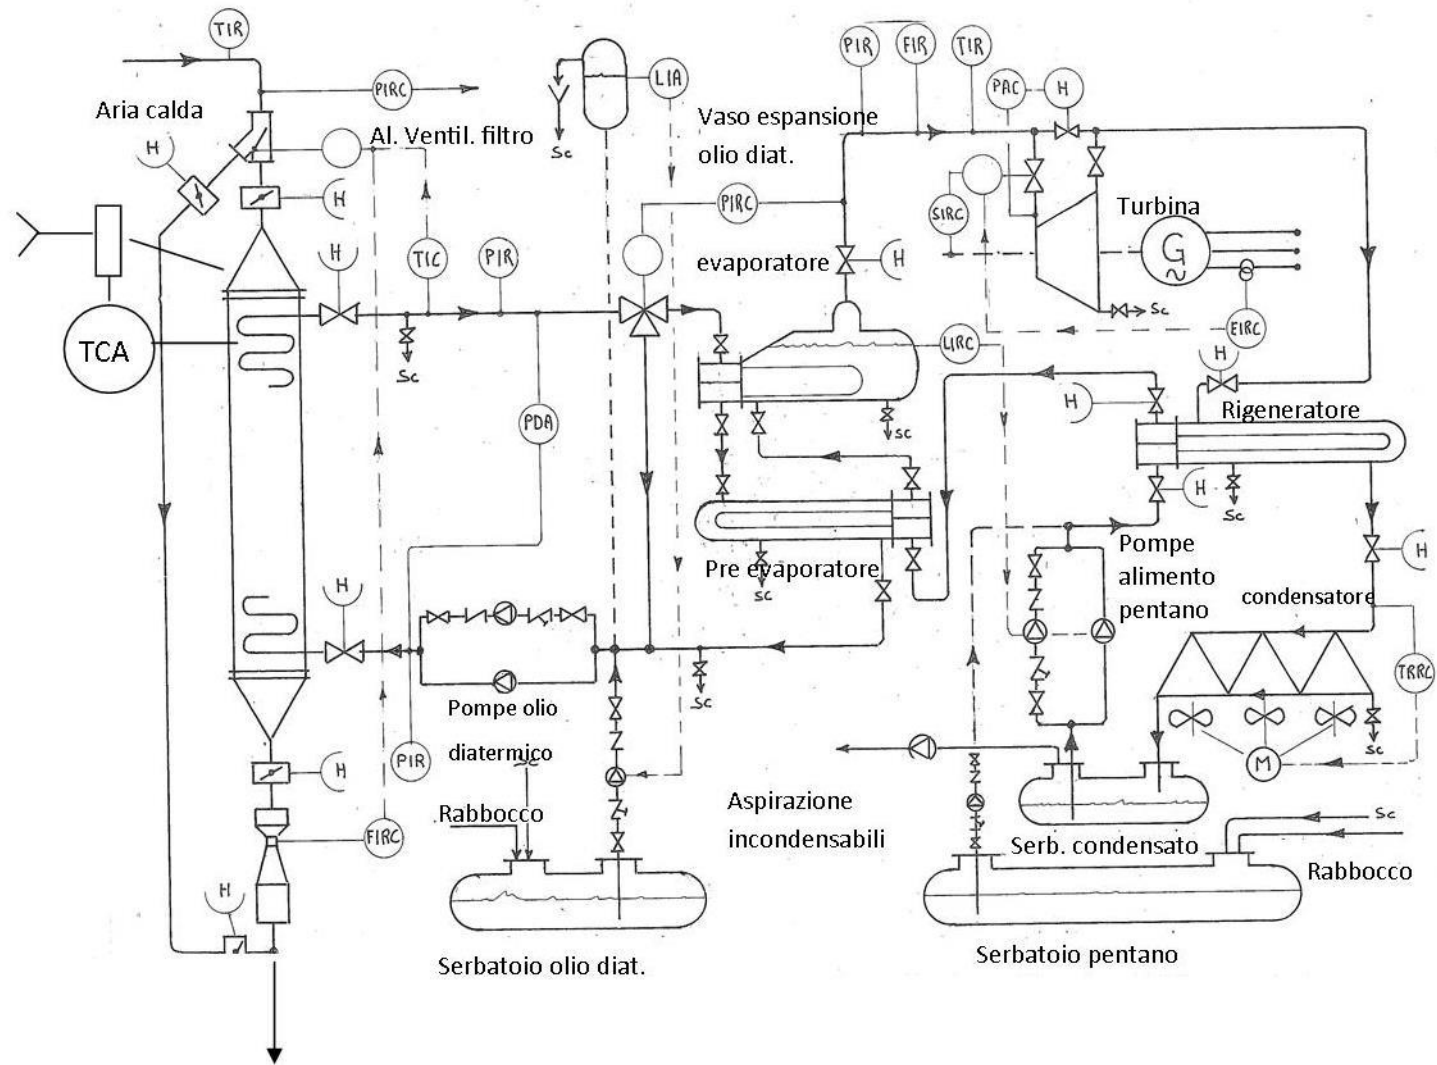 TIR
PIRC
Aria calda
Al. Ventil. filtro
H
H
TCA
H
TIC
PIR
Sc
PDA
H
H
PIR
FIRC
H
Sc
LIA
Vaso espansione
olio diat.
PIRC
evaporatore
H
PIR
FIR
TIR
PAC
H
SIRC
Turbina
G
Sc
EIRC
LIRC
Sc
H
H
Rigeneratore
H
Sc
Pre evaporatore
Sc
Pompe
alimento
pentano
H
condensatore
TRRC
Sc
M
Pompe olio
diatermico
Sc
Sc
Rabbocco
Serbatoio olio diat.
Aspirazione
incondensabili
Serb. condensato
Sc
Rabbocco
Serbatoio pentano